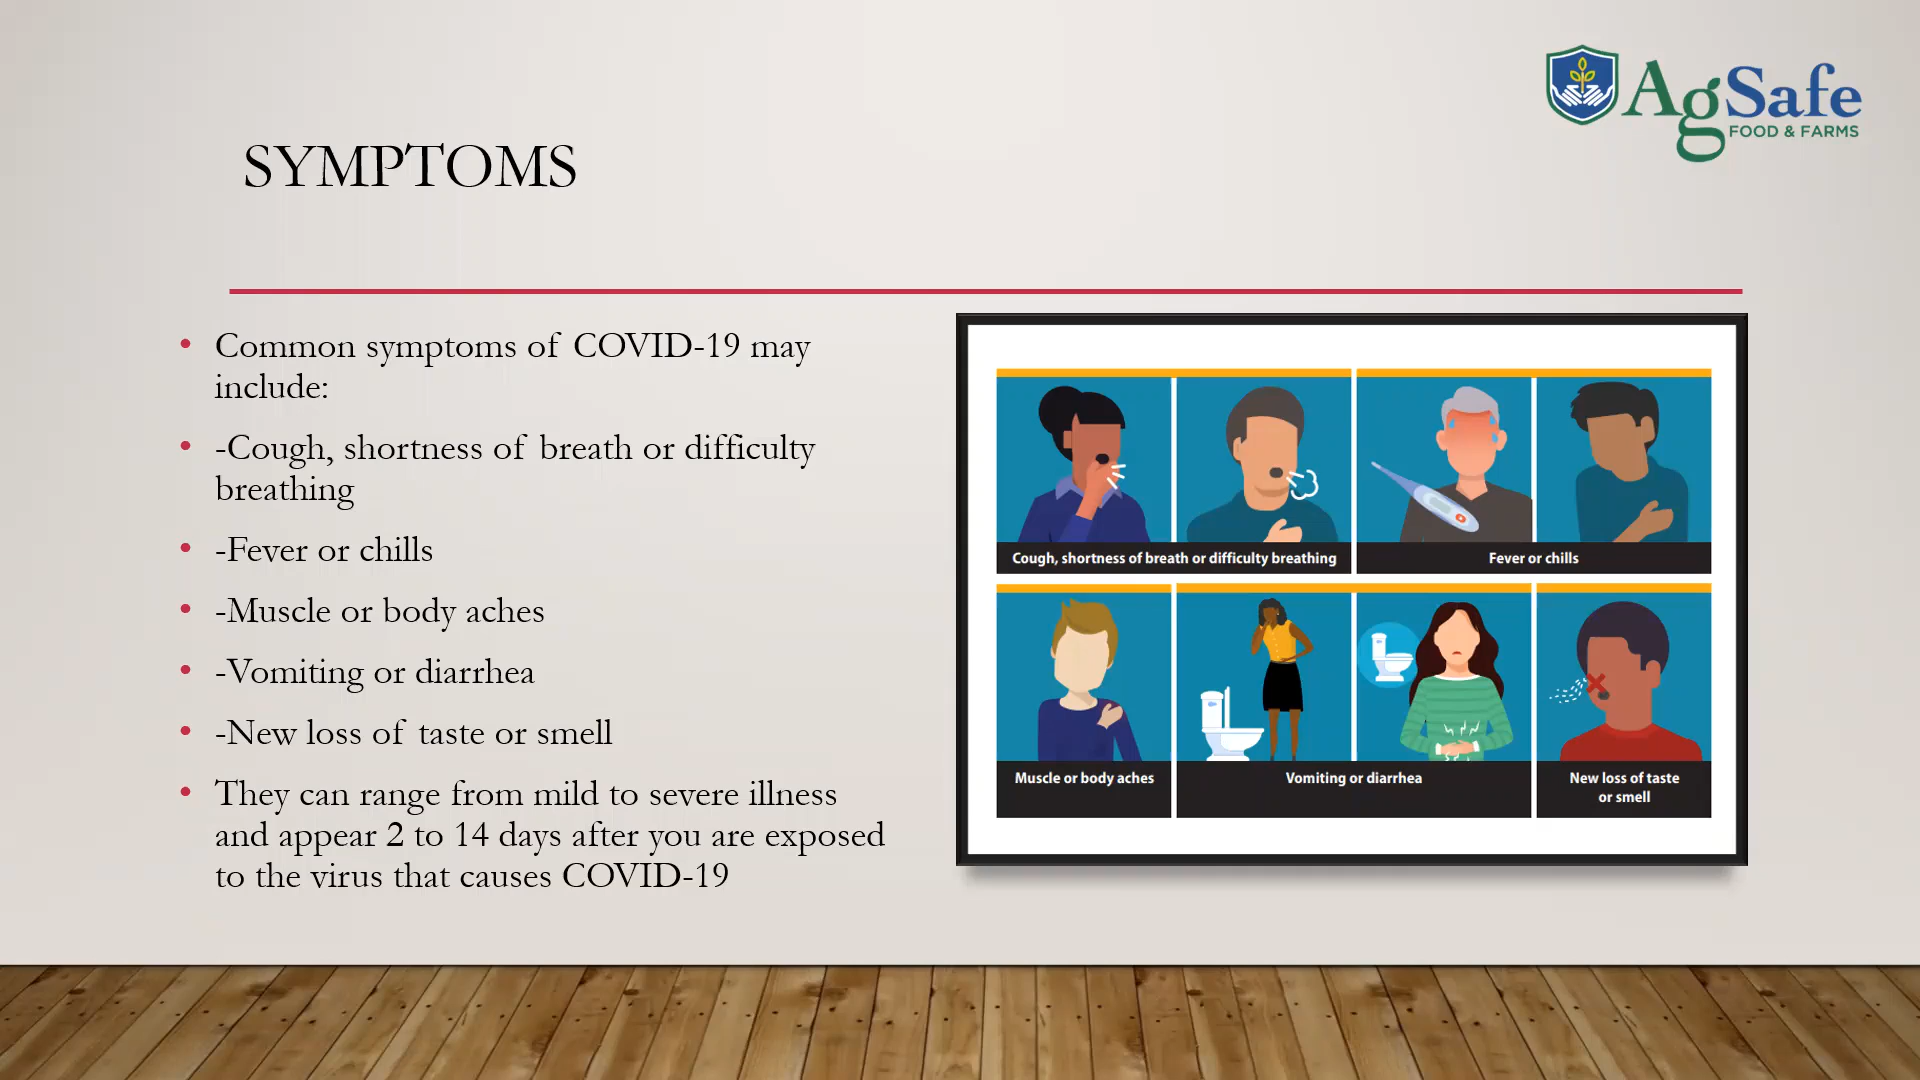 AgSafe
FOOD & FARMS
SYMPTOMS
• Common symptoms of COVID-19 may
include:
• -Cough, shortness of breath or difficulty
breathing
• -Fever or chills
• -Muscle or body aches
• -Vomiting or diarrhea
• -New loss of taste or smell
• They can range from mild to severe illness
and appear 2 to 14 days after you are exposed
to the virus that causes COVID-19
Cough, shortness of breath or difficulty breathing
Fever or chills
Muscle or body aches
Vomiting or diarrhea
New loss of taste
or smell